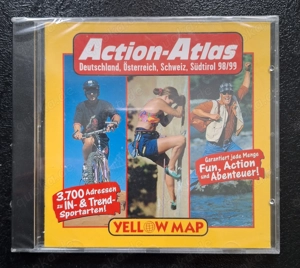 Action-Atlas
Deutschland, Österreich, Schweiz, Südtirol 98/99
3.700 Adressen
zu IN- & Trend-
Sportarten!
Garantiert jede Menge
Fun, Action
und Abenteuer!
YELLOW MAP